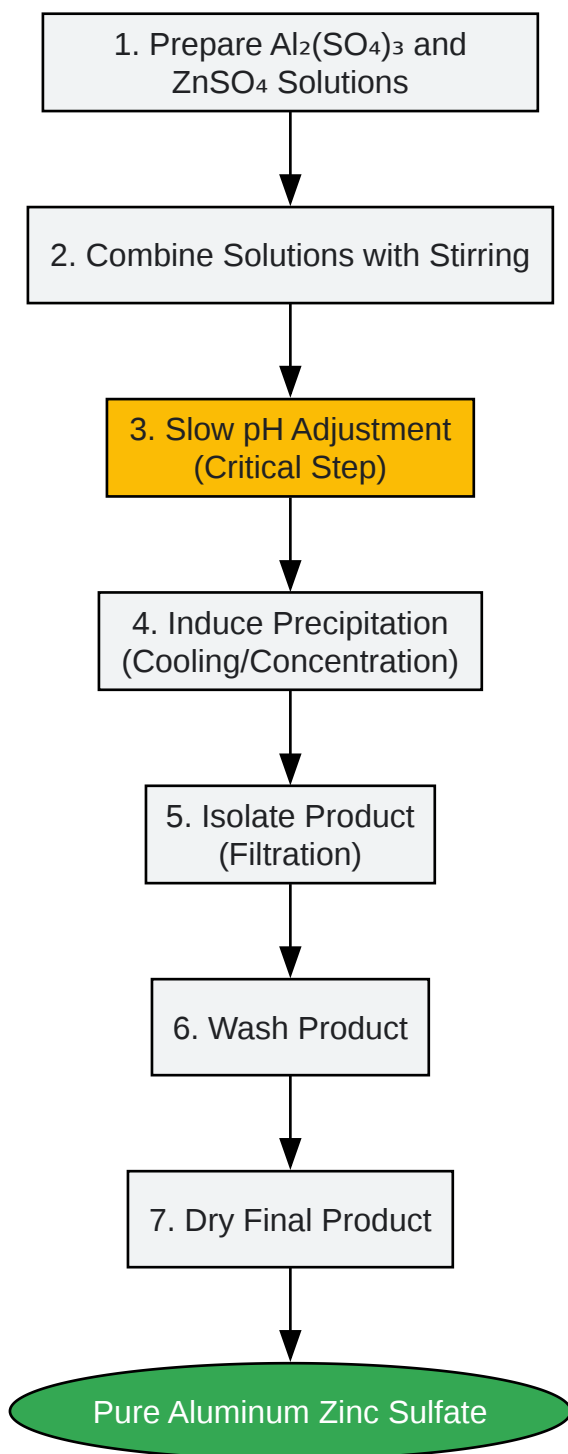 1. Prepare Al₂(SO₄)₃ and
ZnSO₄ Solutions
2. Combine Solutions with Stirring
3. Slow pH Adjustment
(Critical Step)
4. Induce Precipitation
(Cooling/Concentration)
5. Isolate Product
(Filtration)
6. Wash Product
7. Dry Final Product
Pure Aluminum Zinc Sulfate